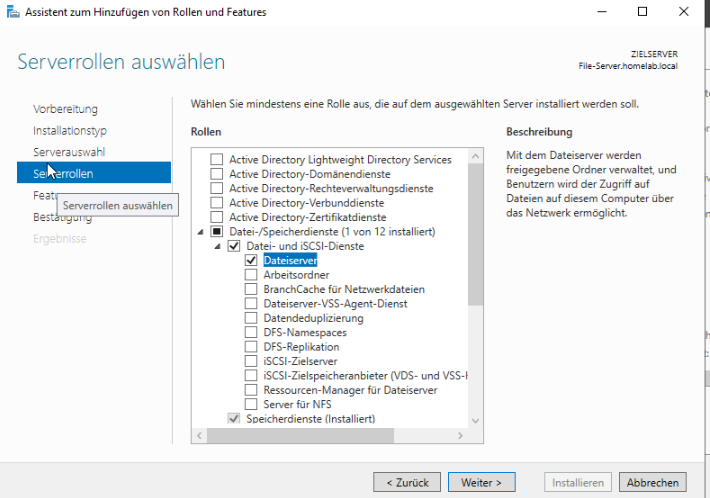 Assistent zum Hinzufügen von Rollen und Features
Serverrollen auswählen
ZIELSERVER
File-Server.homelab.local
Vorbereitung
Installationstyp
Serverauswahl
Serverrollen
Bestätigung
Ergebnisse
Serverrollen auswählen
Wählen Sie mindestens eine Rolle aus, die auf dem ausgewählten Server installiert werden soll.
Rollen
Active Directory Lightweight Directory Services
Active Directory-Domänendienste
Active Directory-Rechteverwaltungsdienste
Active Directory-Verbunddienste
Active Directory-Zertifikatdienste
Datei-/Speicherdienste (1 von 12 installiert)
Datei- und iSCSI-Dienste
Dateiserver
Arbeitsordner
BranchCache für Netzwerkdateien
Dateiserver-VSS-Agent-Dienst
Datendeduplizierung
DFS-Namespaces
DFS-Replikation
iSCSI-Zielserver
iSCSI-Zielspeicheranbieter (VDS- und VSS-
Ressourcen-Manager für Dateiserver
Server für NFS
Speicherdienste (Installiert)
Beschreibung
Mit dem Dateiserver werden
freigegebene Ordner verwaltet, und
Benutzern wird der Zugriff auf
Dateien auf diesem Computer über
das Netzwerk ermöglicht.
< Zurück
Weiter >
Installieren
Abbrechen